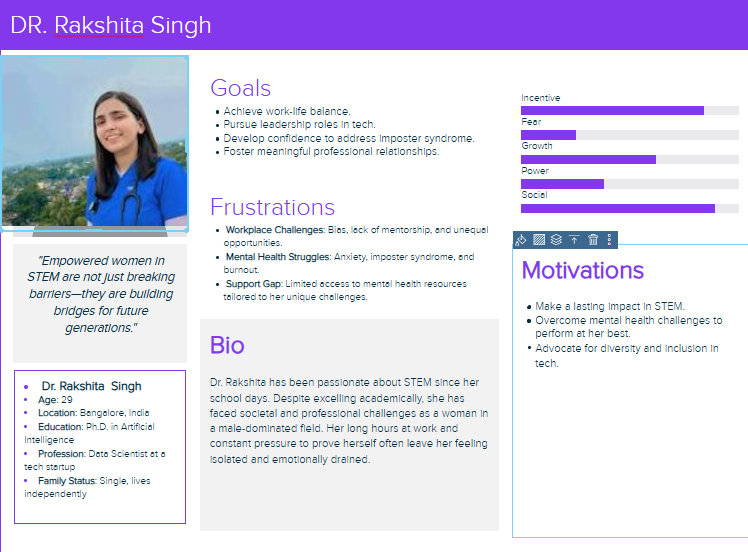 DR. Rakshita Singh
"Empowered women in
STEM are not just breaking
barriers—they are building
bridges for future
generations."
• Dr. Rakshita Singh
• Age: 29
• Location: Bangalore, India
• Education: Ph.D. in Artificial
Intelligence
• Profession: Data Scientist at a
tech startup
• Family Status: Single, lives
independently
Goals
• Achieve work-life balance.
• Pursue leadership roles in tech.
• Develop confidence to address imposter syndrome.
• Foster meaningful professional relationships.
Frustrations
• Workplace Challenges: Bias, lack of mentorship, and unequal
opportunities.
• Mental Health Struggles: Anxiety, imposter syndrome, and
burnout.
• Support Gap: Limited access to mental health resources
tailored to her unique challenges.
Bio
Dr. Rakshita has been passionate about STEM since her
school days. Despite excelling academically, she has
faced societal and professional challenges as a woman in
a male-dominated field. Her long hours at work and
constant pressure to prove herself often leave her feeling
isolated and emotionally drained.
Incentive
Fear
Growth
Power
Social
Motivations
• Make a lasting impact in STEM.
• Overcome mental health challenges to
perform at her best.
• Advocate for diversity and inclusion in
tech.